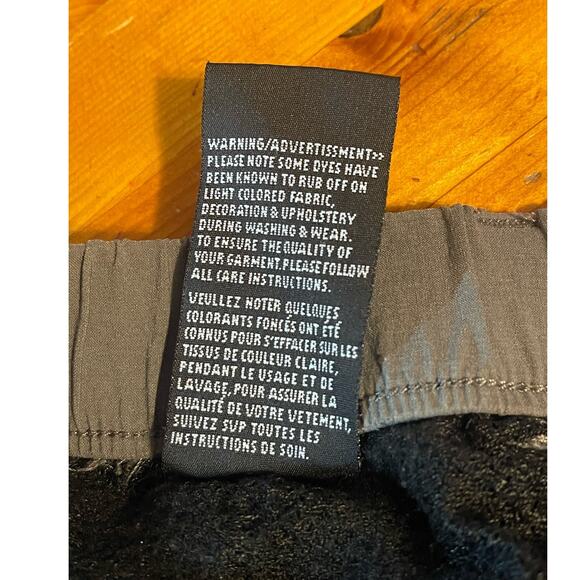 WARNING/ADVERTISSMENT>>
PLEASE NOTE SOME DYES HAVE
BEEN KNOWN TO RUB OFF ON
LIGHT COLORED FABRIC,
DECORATION & UPHOLSTERY
DURING WASHING & WEAR.
TO ENSURE THE QUALITY OF
YOUR GARMENT.PLEASE FOLLOW
ALL CARE INSTRUCTIONS.
VEUILLEZ NOTER QUELQUES
COLORANTS FONCÉS ONT ÉTÉ
CONNUS POUR S'EFFACER SUR LES
TISSUS DE COULEUR CLAIRE,
PENDANT LE USAGE ET DE
LAVAGE, POUR ASSURER LA
QUALITÉ DE VOTRE VETEMENT,
SUIVEZ SVP TOUTES LES
INSTRUCTIONS DE SOIN.